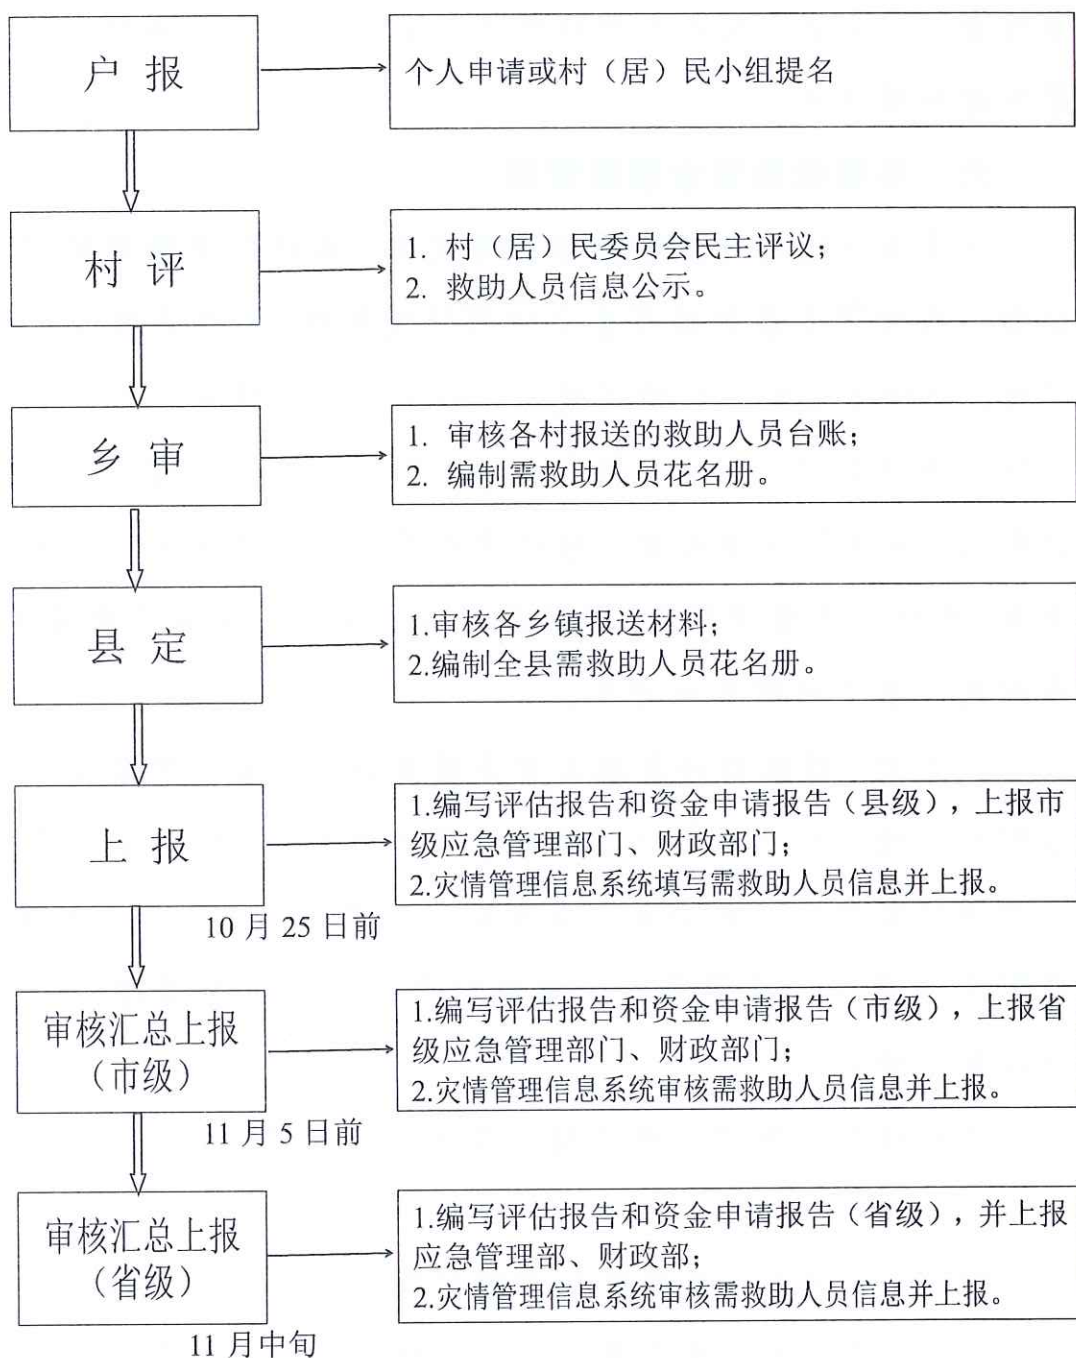 户 报
个人申请或村（居）民小组提名
村 评
1. 村（居）民委员会民主评议；
2. 救助人员信息公示。
乡 审
1. 审核各村报送的救助人员台账；
2. 编制需救助人员花名册。
县 定
1.审核各乡镇报送材料；
2.编制全县需救助人员花名册。
上 报
1.编写评估报告和资金申请报告（县级），上报市
级应急管理部门、财政部门；
2.灾情管理信息系统填写需救助人员信息并上报。
10 月 25 日前
审核汇总上报
（市级）
1.编写评估报告和资金申请报告（市级），上报省
级应急管理部门、财政部门；
2.灾情管理信息系统审核需救助人员信息并上报。
11 月 5 日前
审核汇总上报
（省级）
1.编写评估报告和资金申请报告（省级），并上报
应急管理部、财政部；
2.灾情管理信息系统审核需救助人员信息并上报。
11 月中旬